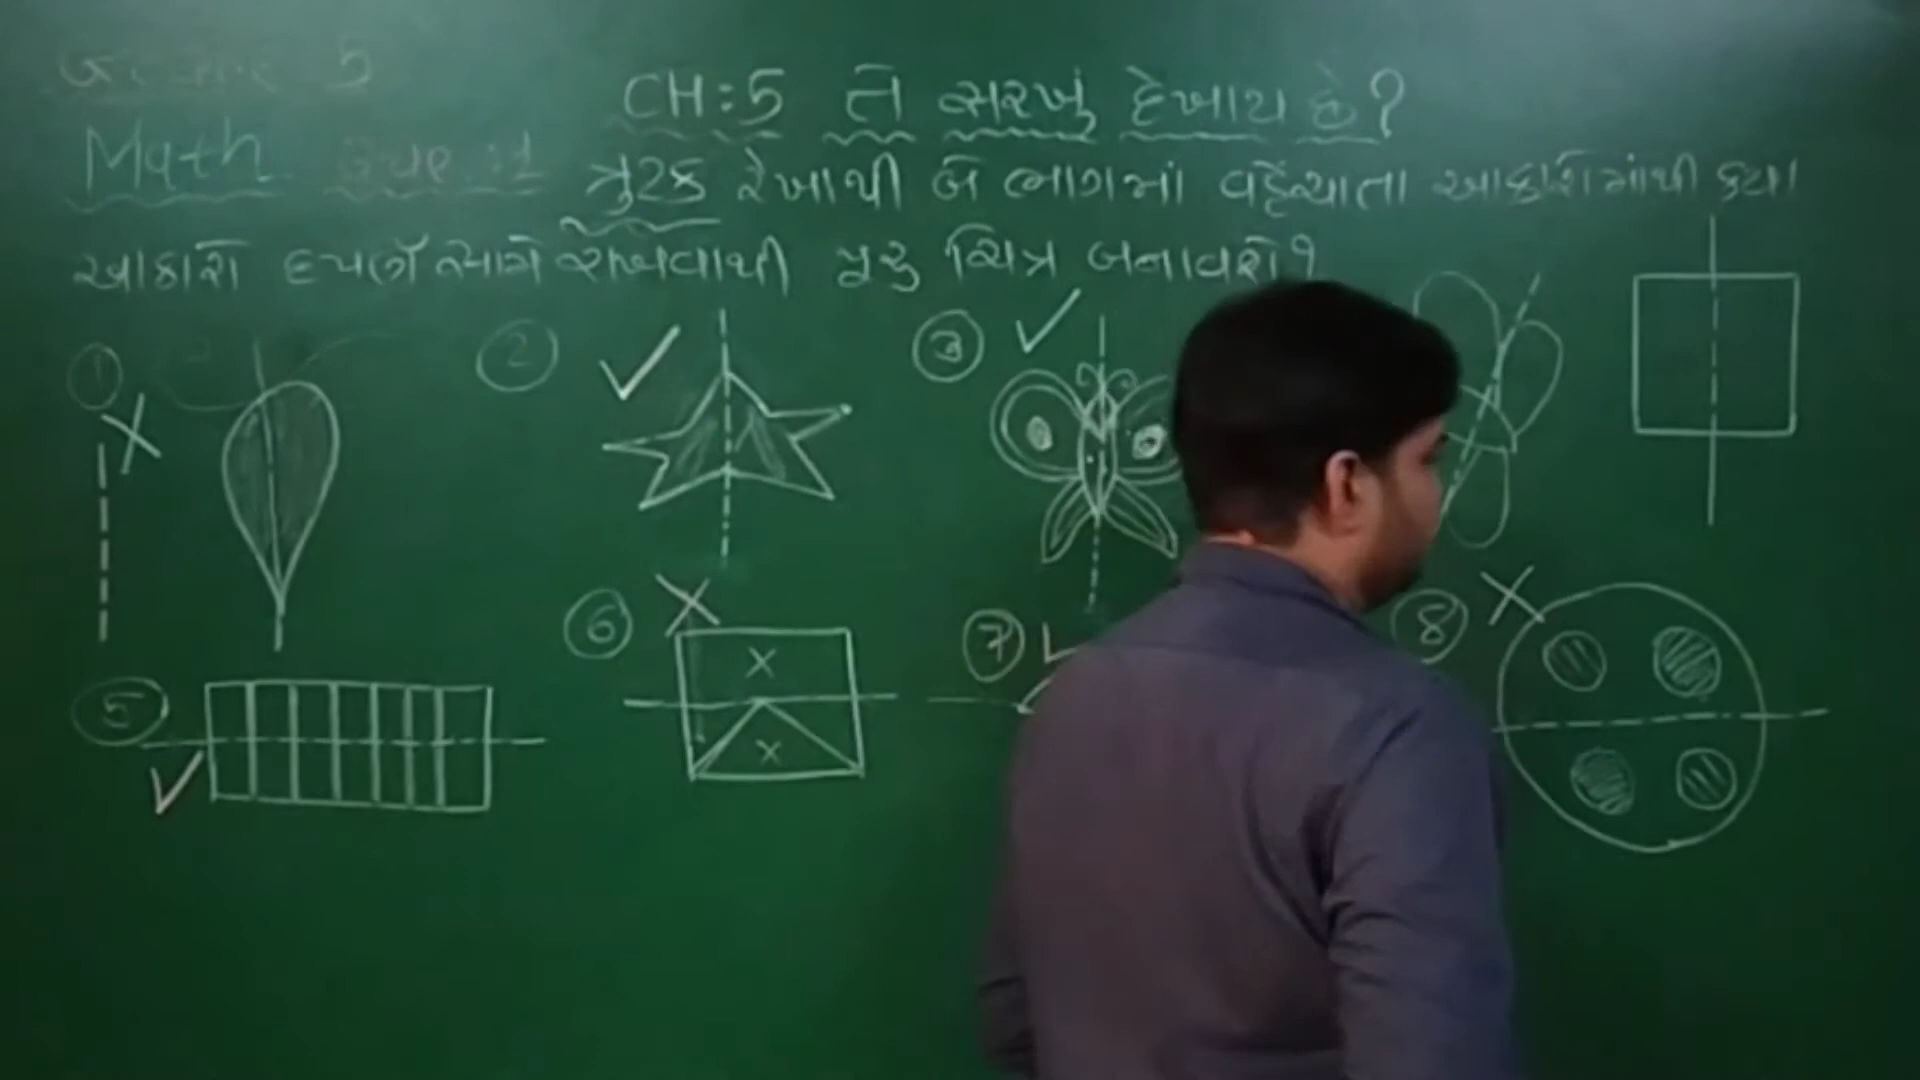 CH:5 તે સરખું દેખાય છે?
Math
ત્રુટક રેખાથી બે ભાગમાં વહેંચાતા આકારોમાંથી કયા
આકારો દર્પણ સામે રાખવાથી પુરુ ચિત્ર બનાવશે?
1 2 3
5 6 7 8